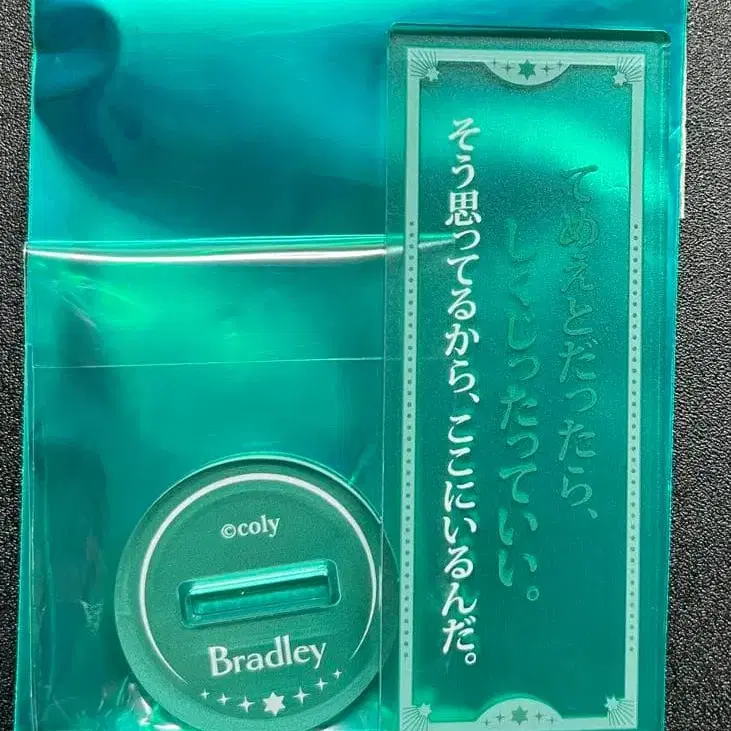 てめぇとだったら、
しくじったっていい。
そう思ってるから、ここにいるんだ。
©coly
Bradley